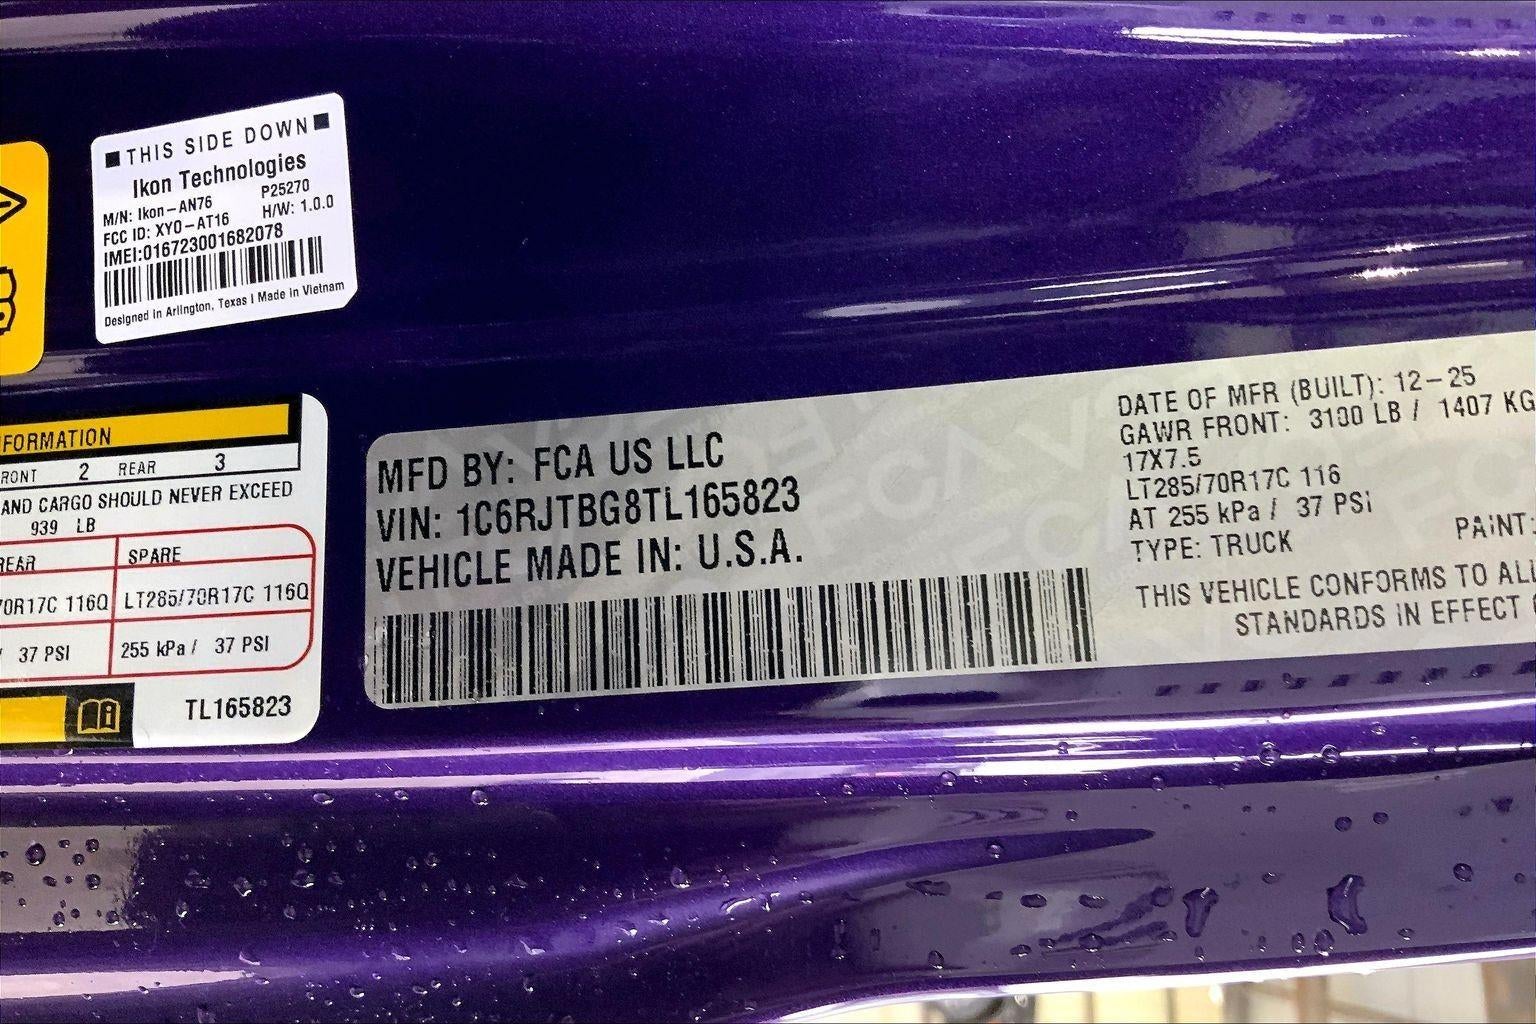 THIS SIDE DOWN
Ikon Technologies
M/N: Ikon-AN76 P25270
FCC ID: XYO-AT16 H/W: 1.0.0
IMEI:016723001682078
Designed in Arlington, Texas | Made in Vietnam
FORMATION
RONT 2 REAR 3
AND CARGO SHOULD NEVER EXCEED
939 LB
REAR SPARE
70R17C 116Q LT285/70R17C 116Q
/ 37 PSI 255 kPa / 37 PSI
TL165823
MFD BY: FCA US LLC
VIN: 1C6RJTBG8TL165823
VEHICLE MADE IN: U.S.A.
DATE OF MFR (BUILT): 12-25
GAWR FRONT: 3100 LB / 1407 KG
17X7.5
LT285/70R17C 116
AT 255 kPa / 37 PSI
TYPE: TRUCK PAINT:
THIS VEHICLE CONFORMS TO ALL
STANDARDS IN EFFECT